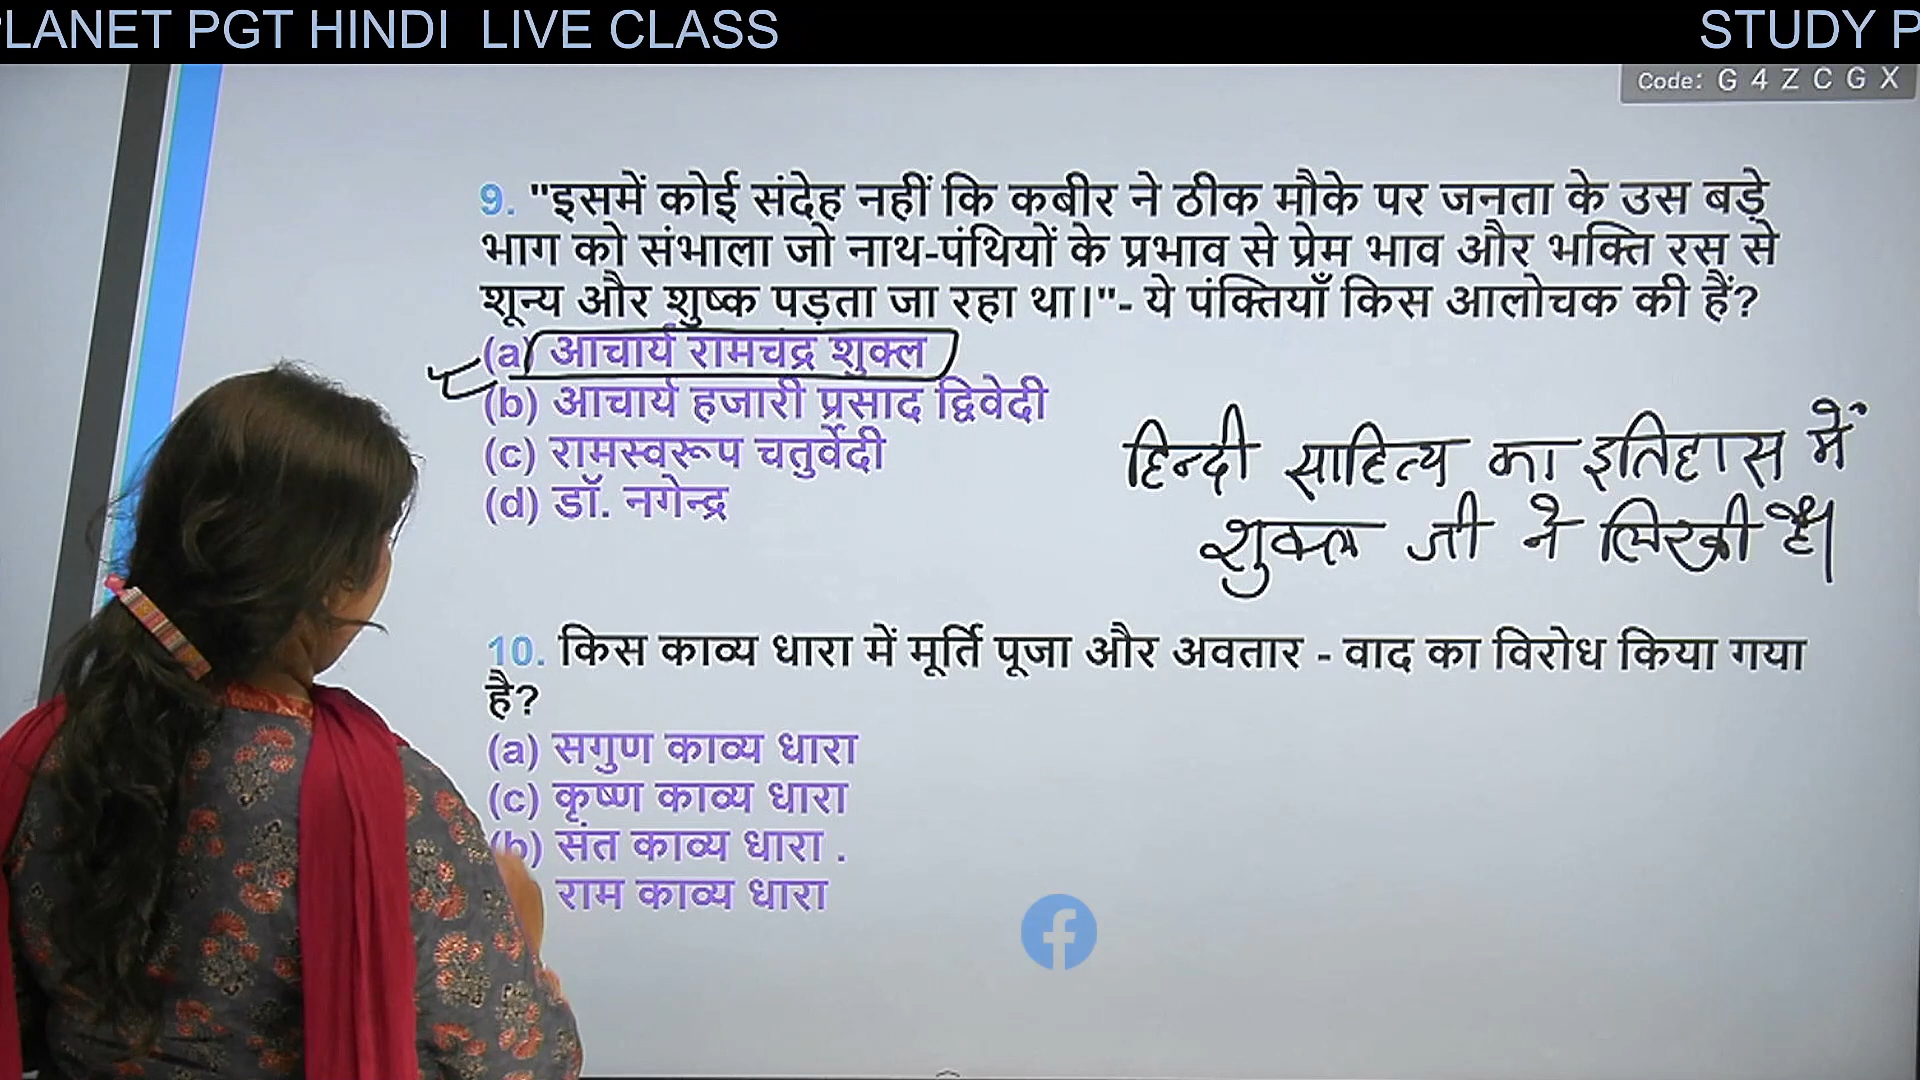 LANET PGT HINDI LIVE CLASS
STUDY P
Code: G 4 Z C G X
9. "इसमें कोई संदेह नहीं कि कबीर ने ठीक मौके पर जनता के उस बड़े
भाग को संभाला जो नाथ-पंथियों के प्रभाव से प्रेम भाव और भक्ति रस से
शून्य और शुष्क पड़ता जा रहा था।"- ये पंक्तियाँ किस आलोचक की हैं?
(a) आचार्य रामचंद्र शुक्ल
(b) आचार्य हजारी प्रसाद द्विवेदी
(c) रामस्वरूप चतुर्वेदी
(d) डॉ. नगेन्द्र
हिन्दी साहित्य का इतिहास में
शुक्ल जी ने लिखी है।
10. किस काव्य धारा में मूर्ति पूजा और अवतार - वाद का विरोध किया गया
है?
(a) सगुण काव्य धारा
(c) कृष्ण काव्य धारा
(b) संत काव्य धारा .
राम काव्य धारा